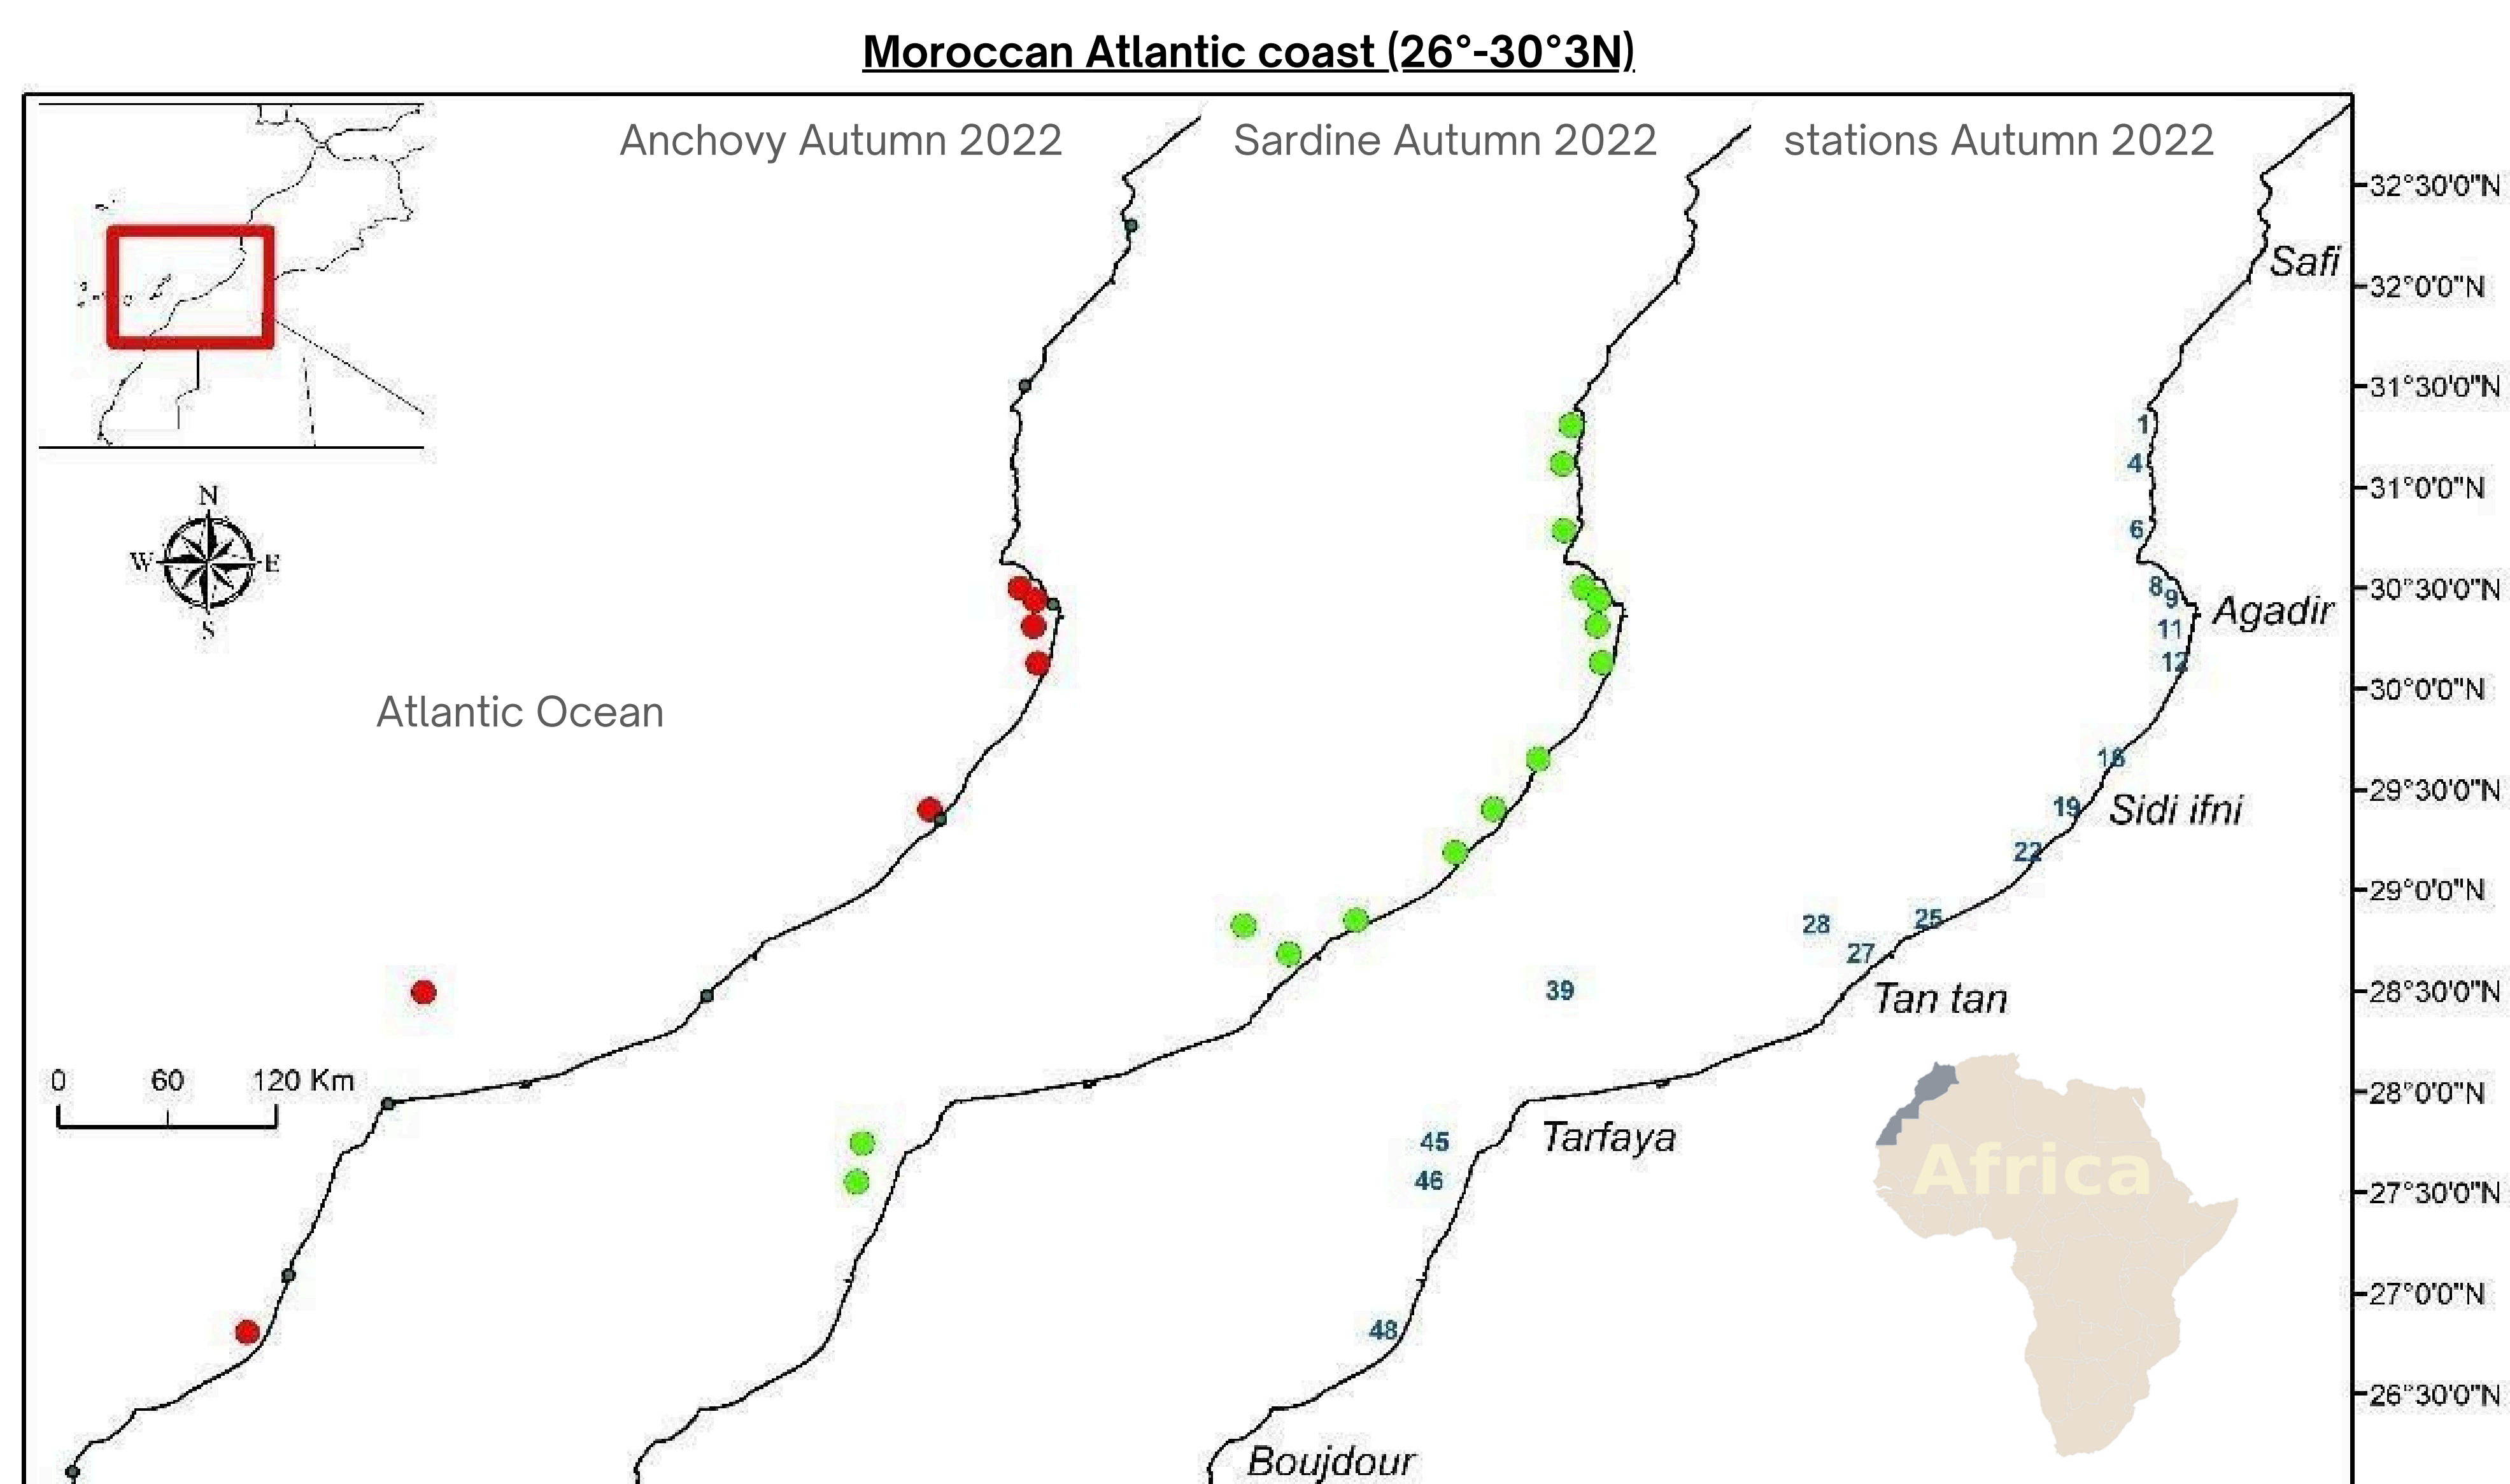 Moroccan Atlantic coast (26°-30°3N)
Anchovy Autumn 2022
Sardine Autumn 2022
stations Autumn 2022
32°30'0"N
Safi
32°0'0"N
31°30'0"N
1
4
31°0'0"N
N
W
E
S
6
30°30'0"N
8
9
Agadir
11
12
30°0'0"N
Atlantic Ocean
16
29°30'0"N
19
Sidi ifni
22
29°0'0"N
28
25
27
28°30'0"N
39
Tan tan
0 60 120 Km
28°0'0"N
45
Tarfaya
46
Africa
27°30'0"N
27°0'0"N
48
26°30'0"N
Boujdour